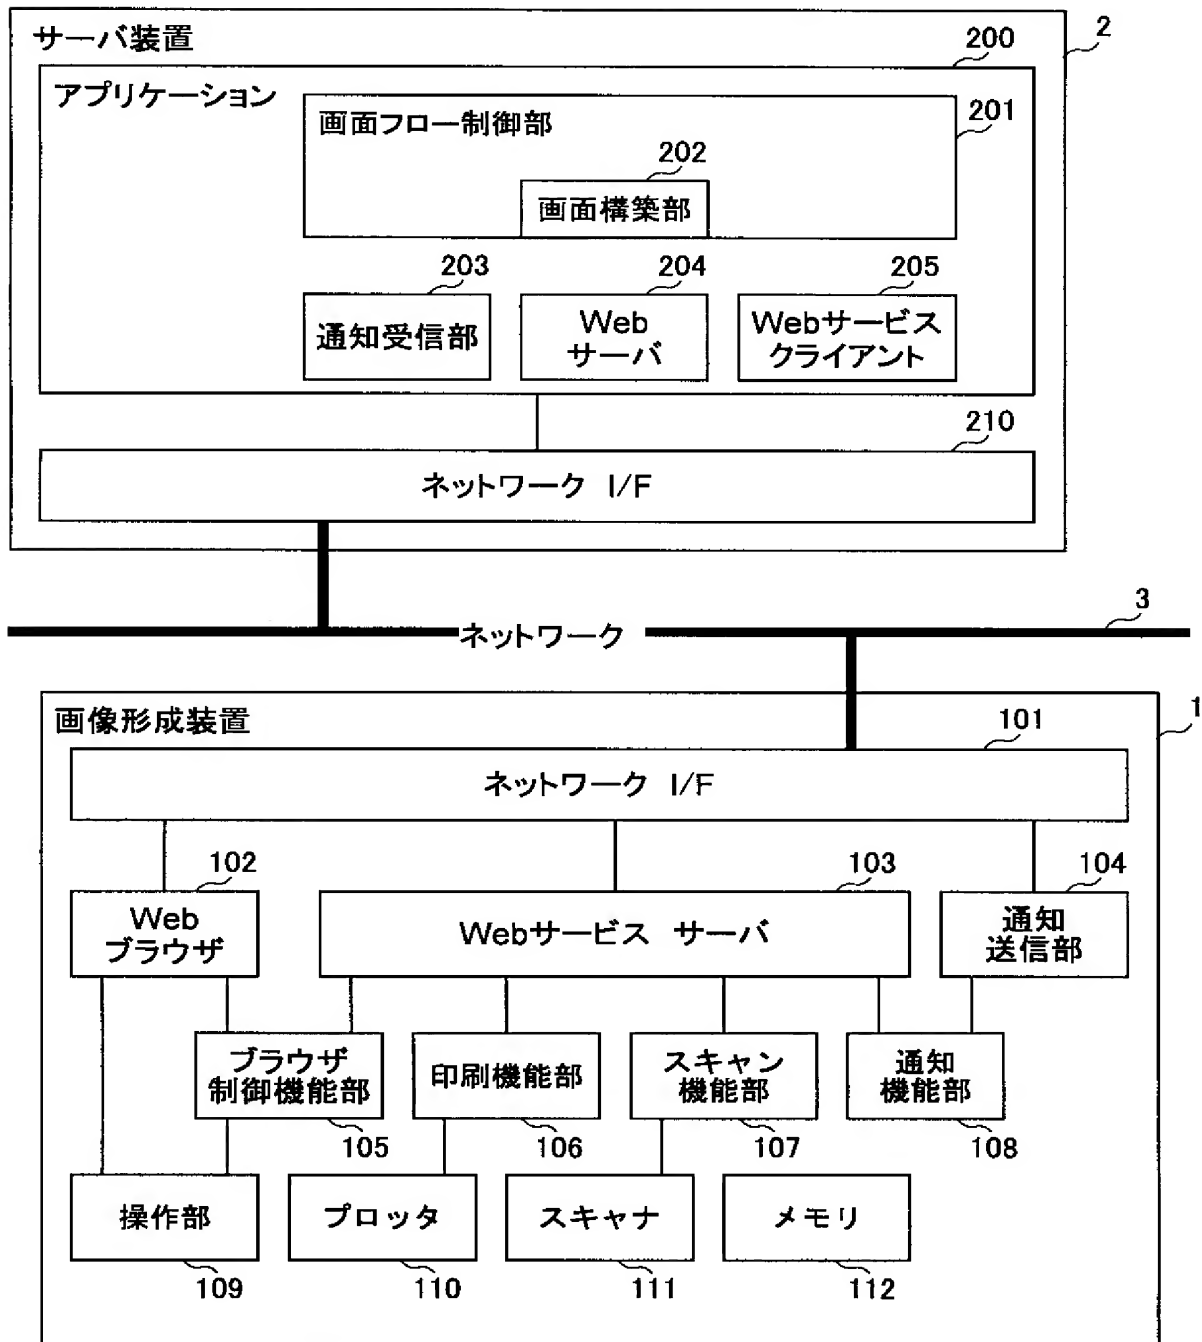 サーバ装置
2
200
アプリケーション
画面フロー制御部
201
202
画面構築部
203
204
205
通知受信部
Web
サーバ
Webサービス
クライアント
210
ネットワーク I/F
3
ネットワーク
1
画像形成装置
101
ネットワーク I/F
102
103
104
Web
ブラウザ
Webサービス サーバ
通知
送信部
ブラウザ
制御機能部
印刷機能部
スキャン
機能部
通知
機能部
105
106
107
108
操作部
プロッタ
スキャナ
メモリ
109
110
111
112